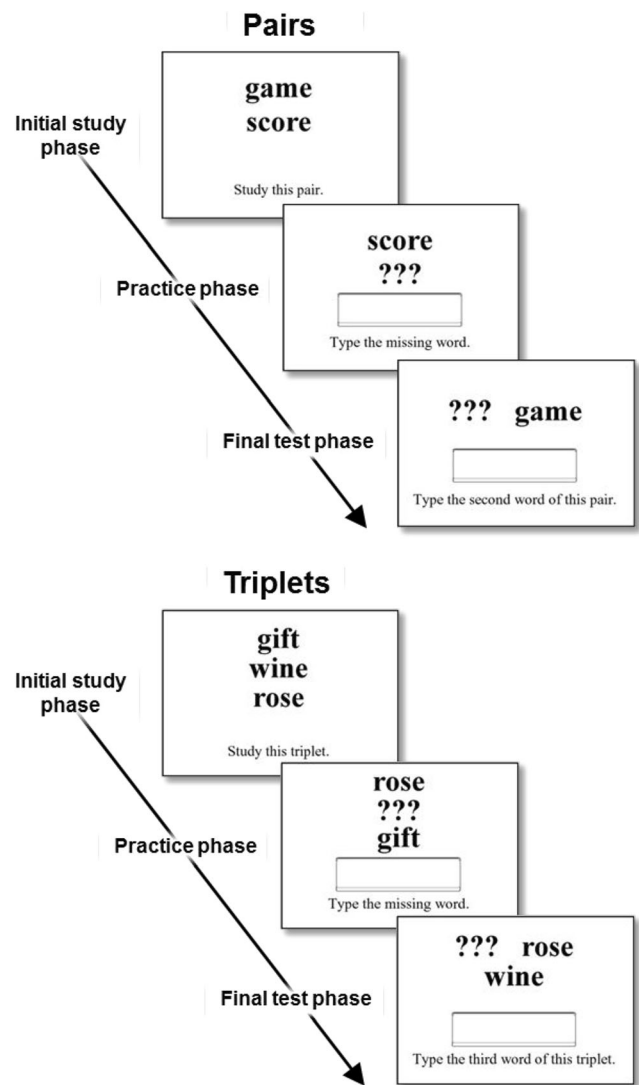 Pairs
game
score
Study this pair.
Initial study
phase
score
???
Type the missing word.
Practice phase
??? game
Type the second word of this pair.
Final test phase
Triplets
gift
wine
rose
Study this triplet.
Initial study
phase
rose
???
gift
Type the missing word.
Practice phase
??? rose
wine
Type the third word of this triplet.
Final test phase